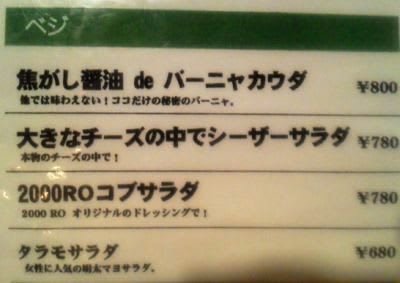 ベジ
焦がし醤油 de バーニャカウダ ¥800
他では味わえない！ココだけの秘密のバーニャ。
大きなチーズの中でシーザーサラダ ¥780
本物のチーズの中で！
2000ROコブサラダ ¥780
2000 RO オリジナルのドレッシングで！
タラモサラダ ¥680
女性に人気の明太マヨサラダ。